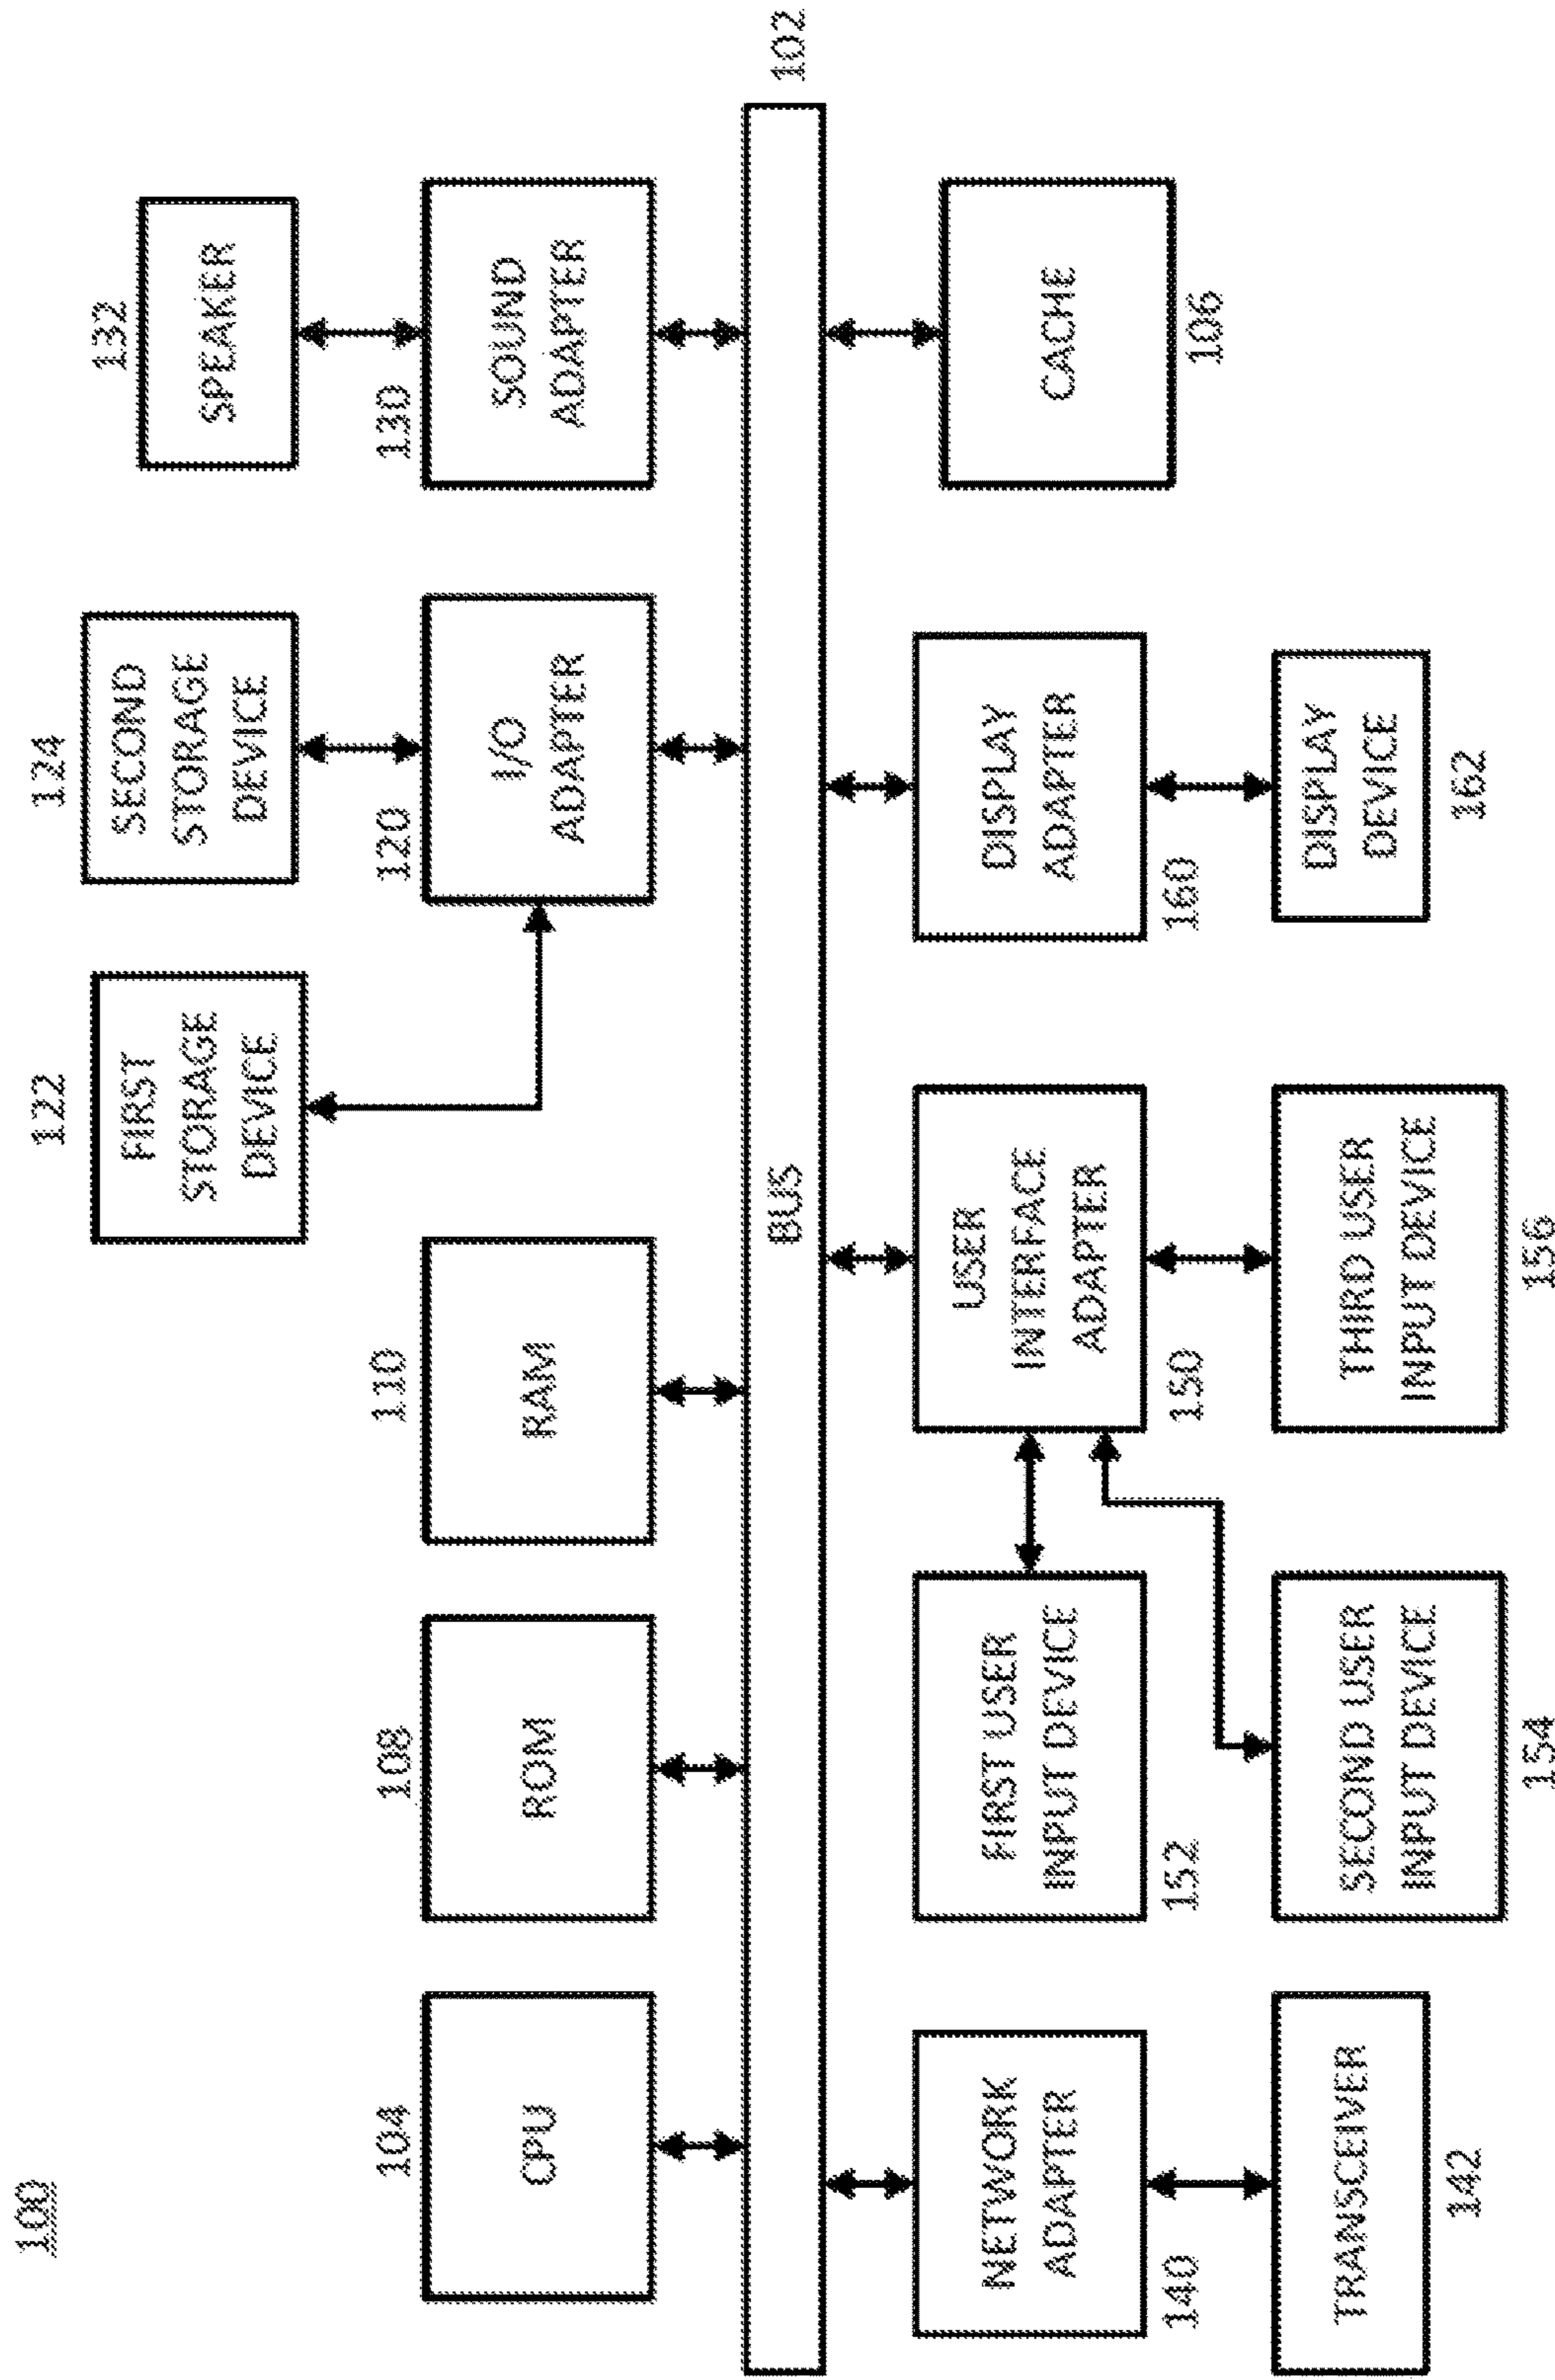 100
122
124
132
FIRST
STORAGE
DEVICE
SECOND
STORAGE
DEVICE
SPEAKER
104
108
110
120
130
CPU
ROM
RAM
I/O
ADAPTER
SOUND
ADAPTER
BUS
102
NETWORK
ADAPTER
FIRST USER
INPUT DEVICE
USER
INTERFACE
ADAPTER
DISPLAY
ADAPTER
CACHE
140
152
150
160
106
TRANSCEIVER
SECOND USER
INPUT DEVICE
THIRD USER
INPUT DEVICE
DISPLAY
DEVICE
142
154
156
162